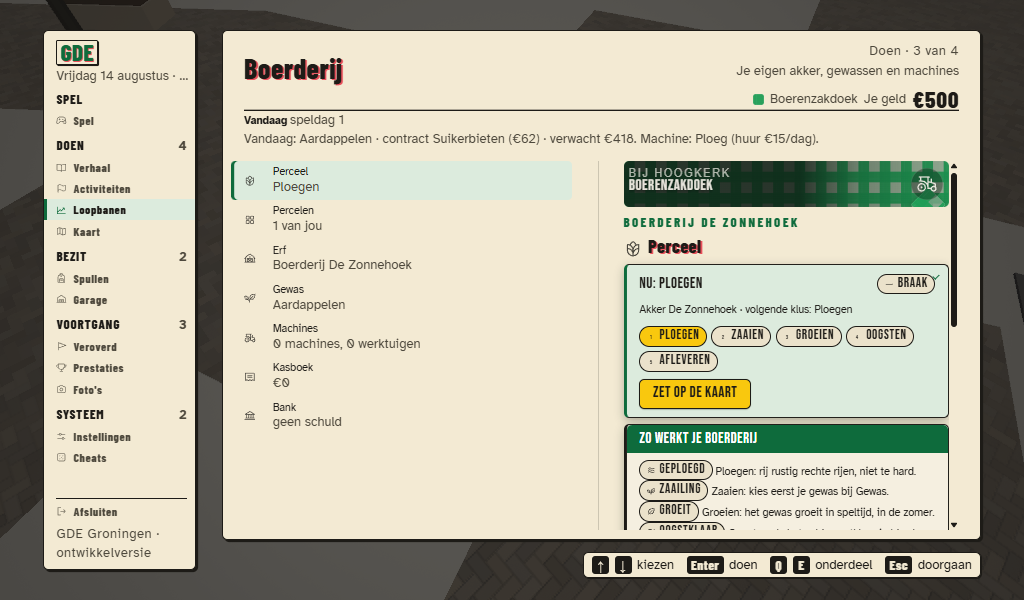 GDE
Vrijdag 14 augustus · ...
SPEL
Spel
DOEN 4
Verhaal
Activiteiten
Loopbanen
Kaart
BEZIT 2
Spullen
Garage
VOORTGANG 3
Veroverd
Prestaties
Foto's
SYSTEEM 2
Instellingen
Cheats
Afsluiten
GDE Groningen ·
ontwikkelversie
Boerderij
Doen · 3 van 4
Je eigen akker, gewassen en machines
Boerenzakdoek Je geld €500
Vandaag speldag 1
Vandaag: Aardappelen · contract Suikerbieten (€62) · verwacht €418. Machine: Ploeg (huur €15/dag).
Perceel
Ploegen
Percelen
1 van jou
Erf
Boerderij De Zonnehoek
Gewas
Aardappelen
Machines
0 machines, 0 werktuigen
Kasboek
€0
Bank
geen schuld
BIJ HOOGKERK
BOERENZAKDOEK
BOERDERIJ DE ZONNEHOEK
Perceel
NU: PLOEGEN
— BRAAK
Akker De Zonnehoek · volgende klus: Ploegen
1 PLOEGEN 2 ZAAIEN 3 GROEIEN 4 OOGSTEN
5 AFLEVEREN
ZET OP DE KAART
ZO WERKT JE BOERDERIJ
GEPLOEGD Ploegen: rij rustig rechte rijen, niet te hard.
ZAAILING Zaaien: kies eerst je gewas bij Gewas.
GROEIT Groeien: het gewas groeit in speltijd, in de zomer.
OOGSTKLAAR
↑ ↓ kiezen Enter doen Q E onderdeel Esc doorgaan